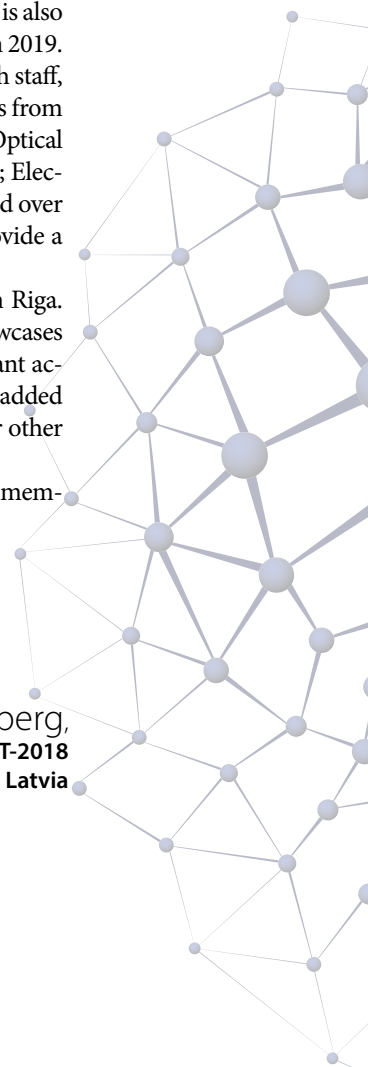 is also
2019.
staff,
s from
Optical
; Elec-
d over
ovide a
Riga.
wcases
ant ac-
added
other
mem-
berg,
T-2018
Latvia